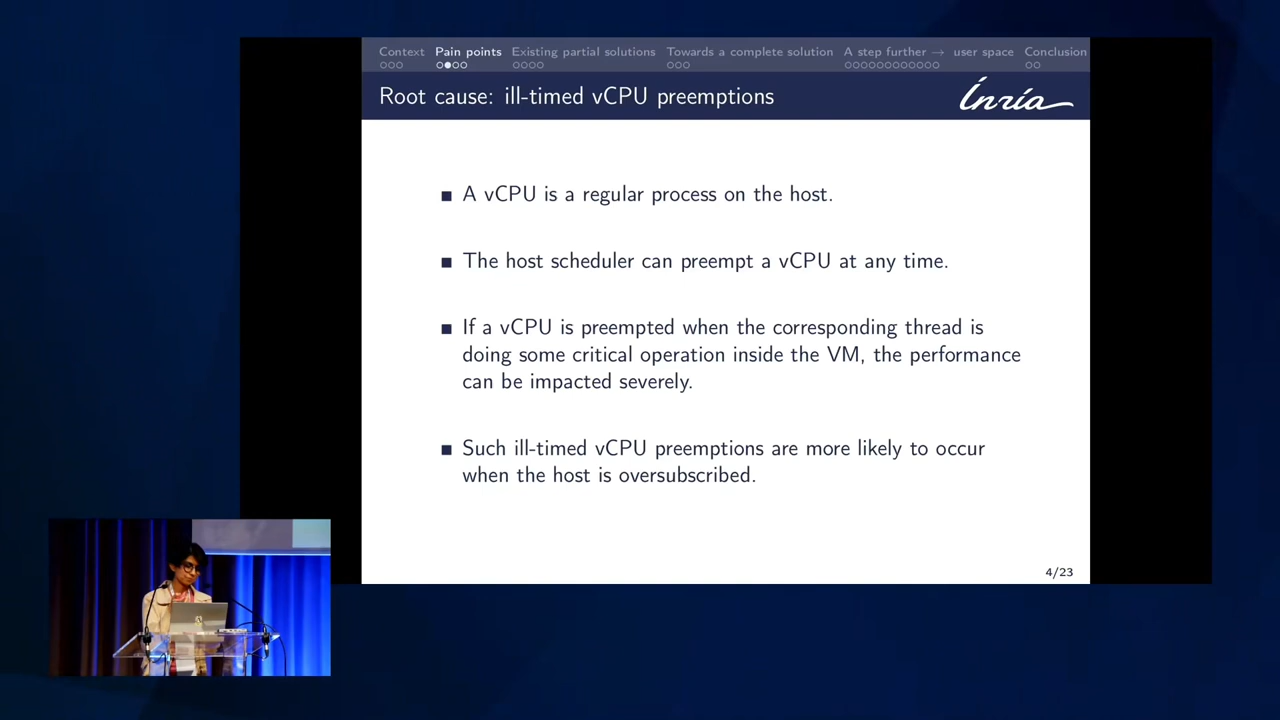 Context Pain points Existing partial solutions Towards a complete solution A step further → user space Conclusion
Root cause: ill-timed vCPU preemptions
Inria
■ A vCPU is a regular process on the host.
■ The host scheduler can preempt a vCPU at any time.
■ If a vCPU is preempted when the corresponding thread is
doing some critical operation inside the VM, the performance
can be impacted severely.
■ Such ill-timed vCPU preemptions are more likely to occur
when the host is oversubscribed.
4/23